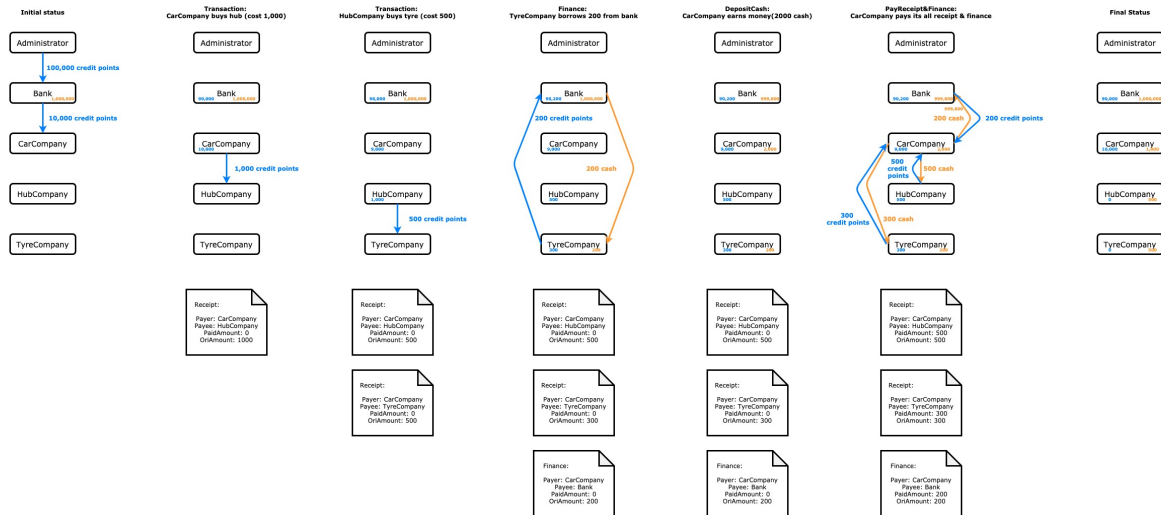 Initial status
Administrator
100,000 credit points
Bank
1,000,000
10,000 credit points
CarCompany
HubCompany
TyreCompany
Transaction:
CarCompany buys hub (cost 1,000)
Administrator
Bank
90,000 1,000,000
CarCompany
10,000
1,000 credit points
HubCompany
TyreCompany
Receipt:
Payer: CarCompany
Payee: HubCompany
PaidAmount: 0
OriAmount: 1000
Transaction:
HubCompany buys tyre (cost 500)
Administrator
Bank
90,000 1,000,000
CarCompany
9,000
HubCompany
1,000
500 credit points
TyreCompany
Receipt:
Payer: CarCompany
Payee: HubCompany
PaidAmount: 0
OriAmount: 500
Receipt:
Payer: CarCompany
Payee: TyreCompany
PaidAmount: 0
OriAmount: 500
Finance:
TyreCompany borrows 200 from bank
Administrator
Bank
90,200 1,000,000
200 credit points
CarCompany
9,000
200 cash
HubCompany
500
TyreCompany
300 200
Receipt:
Payer: CarCompany
Payee: HubCompany
PaidAmount: 0
OriAmount: 500
Receipt:
Payer: CarCompany
Payee: TyreCompany
PaidAmount: 0
OriAmount: 300
Finance:
Payer: CarCompany
Payee: Bank
PaidAmount: 0
OriAmount: 200
DepositCash:
CarCompany earns money(2000 cash)
Administrator
Bank
90,200 999,800
CarCompany
9,000 2,000
HubCompany
500
TyreCompany
300 200
Receipt:
Payer: CarCompany
Payee: HubCompany
PaidAmount: 0
OriAmount: 500
Receipt:
Payer: CarCompany
Payee: TyreCompany
PaidAmount: 0
OriAmount: 300
Finance:
Payer: CarCompany
Payee: Bank
PaidAmount: 0
OriAmount: 200
PayReceipt&Finance:
CarCompany pays its all receipt & finance
Administrator
Bank
90,200 999,800
999,800
200 cash
200 credit points
CarCompany
9,000 2,000
500
credit
points
500 cash
HubCompany
500
300
credit points
300 cash
TyreCompany
300 200
Receipt:
Payer: CarCompany
Payee: HubCompany
PaidAmount: 500
OriAmount: 500
Receipt:
Payer: CarCompany
Payee: TyreCompany
PaidAmount: 300
OriAmount: 300
Finance:
Payer: CarCompany
Payee: Bank
PaidAmount: 200
OriAmount: 200
Final Status
Administrator
Bank
90,000 1,000,000
CarCompany
10,000 1,000
HubCompany
0 500
TyreCompany
0 500